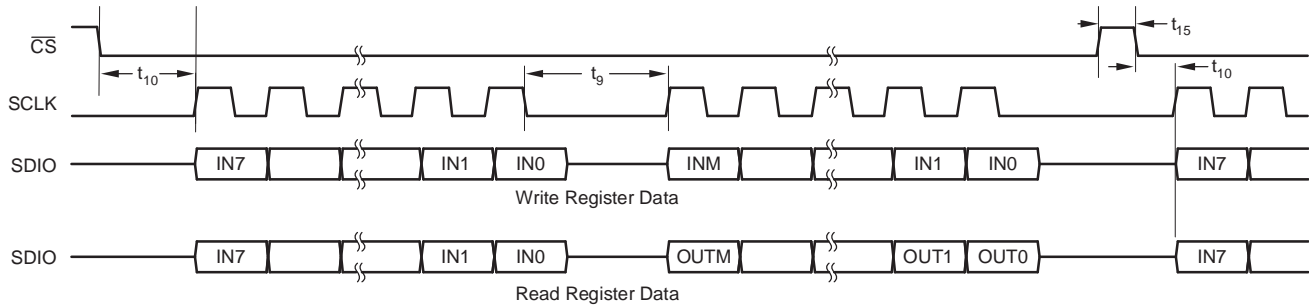 CS t15
t10 t9 t10
SCLK
SDIO IN7 IN1 IN0 INM IN1 IN0 IN7
Write Register Data
SDIO IN7 IN1 IN0 OUTM OUT1 OUT0 IN7
Read Register Data